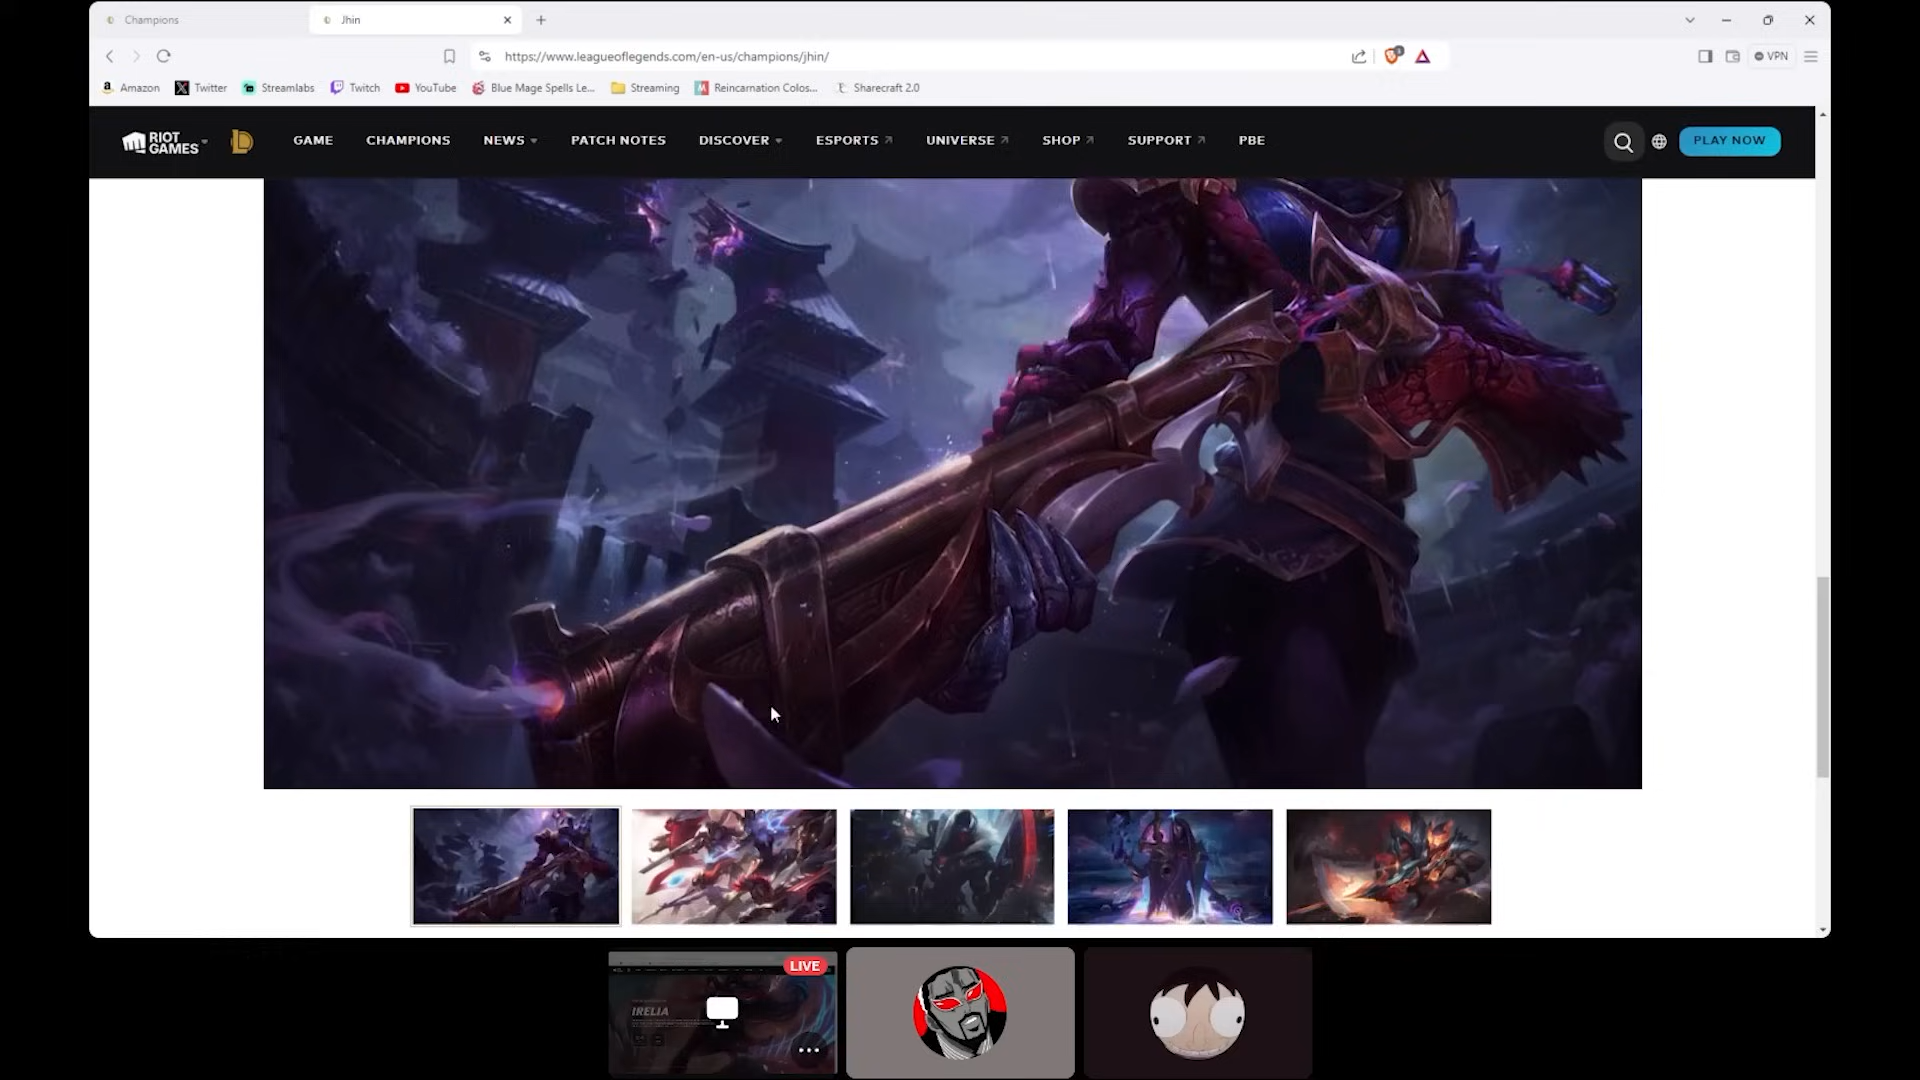 Champions
Jhin
https://www.leagueoflegends.com/en-us/champions/jhin/
VPN
Amazon
Twitter
Streamlabs
Twitch
YouTube
Blue Mage Spells Le...
Streaming
Reincarnation Colos...
Sharecraft 2.0
RIOT
GAMES
GAME
CHAMPIONS
NEWS
PATCH NOTES
DISCOVER
ESPORTS
UNIVERSE
SHOP
SUPPORT
PBE
PLAY NOW
LIVE
IRELIA